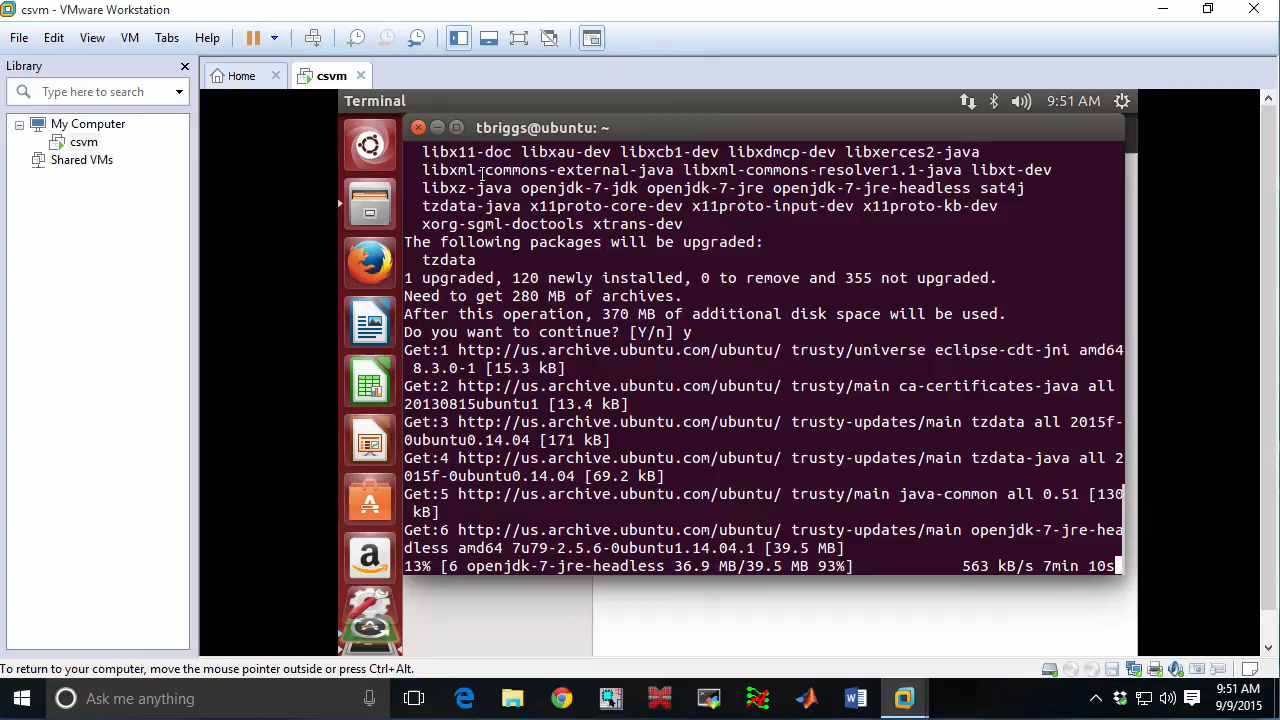 csvm - VMware Workstation
File Edit View VM Tabs Help
Library
Type here to search
My Computer
csvm
Shared VMs
Home
csvm
Terminal
9:51 AM
tbriggs@ubuntu: ~
libx11-doc libxau-dev libxcb1-dev libxdmcp-dev libxerces2-java
libxml-commons-external-java libxml-commons-resolver1.1-java libxt-dev
libxz-java openjdk-7-jdk openjdk-7-jre openjdk-7-jre-headless sat4j
tzdata-java x11proto-core-dev x11proto-input-dev x11proto-kb-dev
xorg-sgml-doctools xtrans-dev
The following packages will be upgraded:
tzdata
1 upgraded, 120 newly installed, 0 to remove and 355 not upgraded.
Need to get 280 MB of archives.
After this operation, 370 MB of additional disk space will be used.
Do you want to continue? [Y/n] y
Get:1 http://us.archive.ubuntu.com/ubuntu/ trusty/universe eclipse-cdt-jni amd64
8.3.0-1 [15.3 kB]
Get:2 http://us.archive.ubuntu.com/ubuntu/ trusty/main ca-certificates-java all
20130815ubuntu1 [13.4 kB]
Get:3 http://us.archive.ubuntu.com/ubuntu/ trusty-updates/main tzdata all 2015f-
0ubuntu0.14.04 [171 kB]
Get:4 http://us.archive.ubuntu.com/ubuntu/ trusty-updates/main tzdata-java all 2
015f-0ubuntu0.14.04 [69.2 kB]
Get:5 http://us.archive.ubuntu.com/ubuntu/ trusty/main java-common all 0.51 [130
kB]
Get:6 http://us.archive.ubuntu.com/ubuntu/ trusty-updates/main openjdk-7-jre-hea
dless amd64 7u79-2.5.6-0ubuntu1.14.04.1 [39.5 MB]
13% [6 openjdk-7-jre-headless 36.9 MB/39.5 MB 93%] 563 kB/s 7min 10s
To return to your computer, move the mouse pointer outside or press Ctrl+Alt.
Ask me anything
9:51 AM
9/9/2015